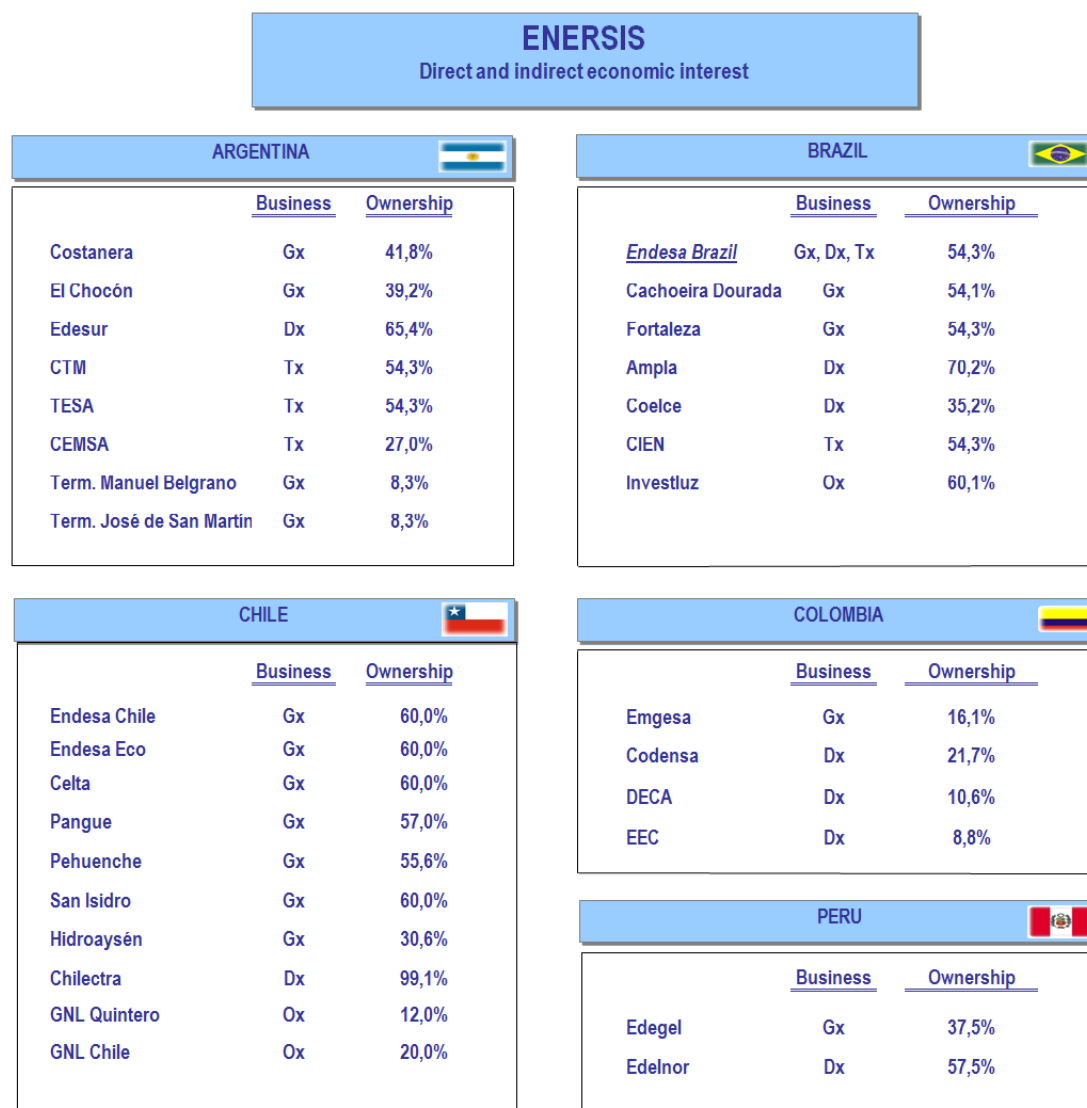 ENERSIS
Direct and indirect economic interest
ARGENTINA
Business Ownership
Costanera Gx 41,8%
El Chocón Gx 39,2%
Edesur Dx 65,4%
CTM Tx 54,3%
TESA Tx 54,3%
CEMSA Tx 27,0%
Term. Manuel Belgrano Gx 8,3%
Term. José de San Martín Gx 8,3%
BRAZIL
Business Ownership
Endesa Brazil Gx, Dx, Tx 54,3%
Cachoeira Dourada Gx 54,1%
Fortaleza Gx 54,3%
Ampla Dx 70,2%
Coelce Dx 35,2%
CIEN Tx 54,3%
Investluz Ox 60,1%
CHILE
Business Ownership
Endesa Chile Gx 60,0%
Endesa Eco Gx 60,0%
Celta Gx 60,0%
Pangue Gx 57,0%
Pehuenche Gx 55,6%
San Isidro Gx 60,0%
Hidroaysén Gx 30,6%
Chilectra Dx 99,1%
GNL Quintero Ox 12,0%
GNL Chile Ox 20,0%
COLOMBIA
Business Ownership
Emgesa Gx 16,1%
Codensa Dx 21,7%
DECA Dx 10,6%
EEC Dx 8,8%
PERU
Business Ownership
Edegel Gx 37,5%
Edelnor Dx 57,5%